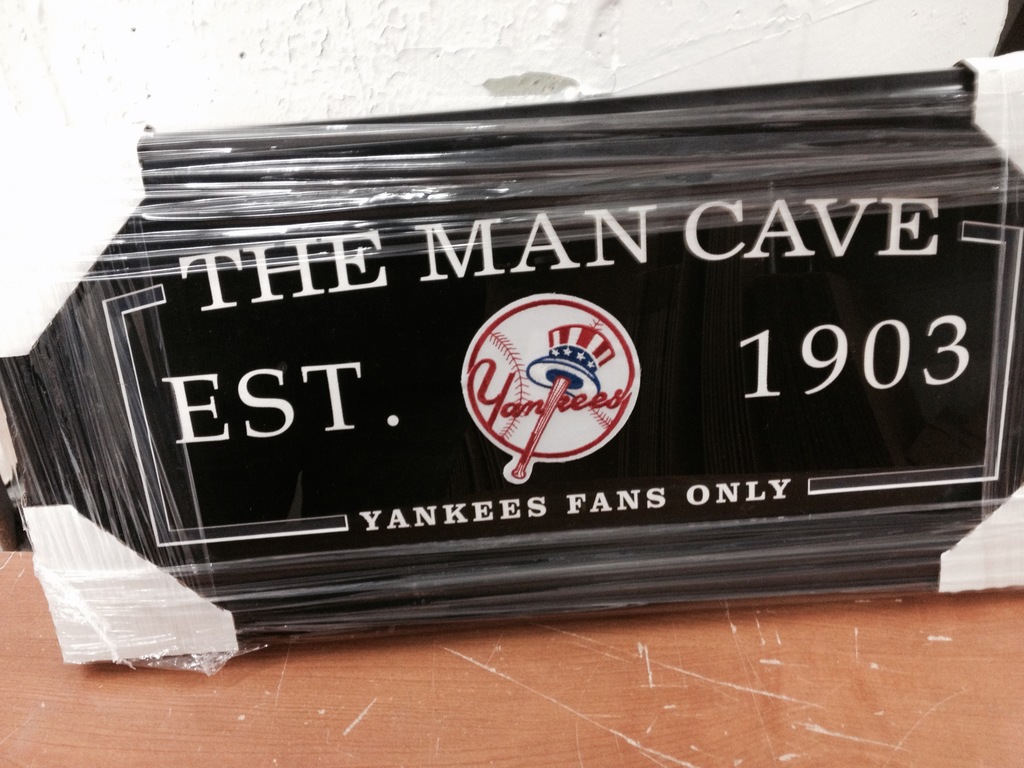 THE MAN CAVE
EST. Yankees 1903
YANKEES FANS ONLY